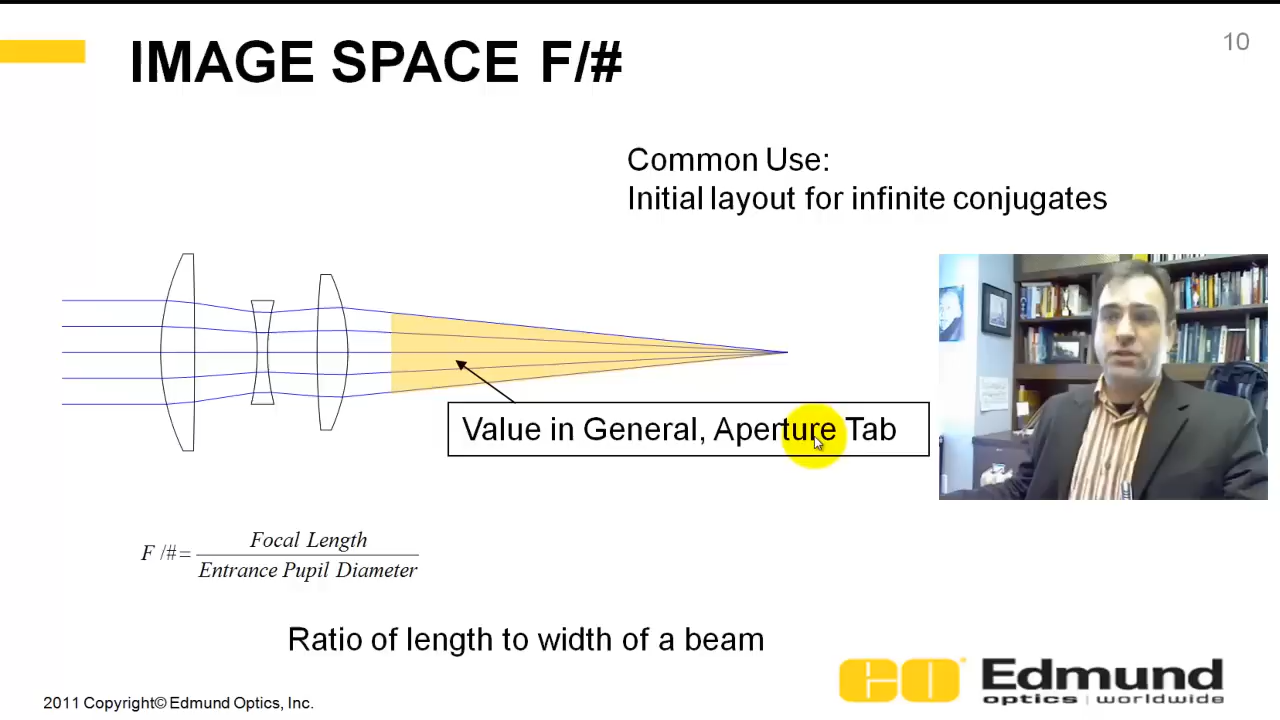 10
IMAGE SPACE F/#
Common Use:
Initial layout for infinite conjugates
Value in General, Aperture Tab
F /#= Focal Length
Entrance Pupil Diameter
Ratio of length to width of a beam
EO Edmund
optics | worldwide
2011 Copyright© Edmund Optics, Inc.